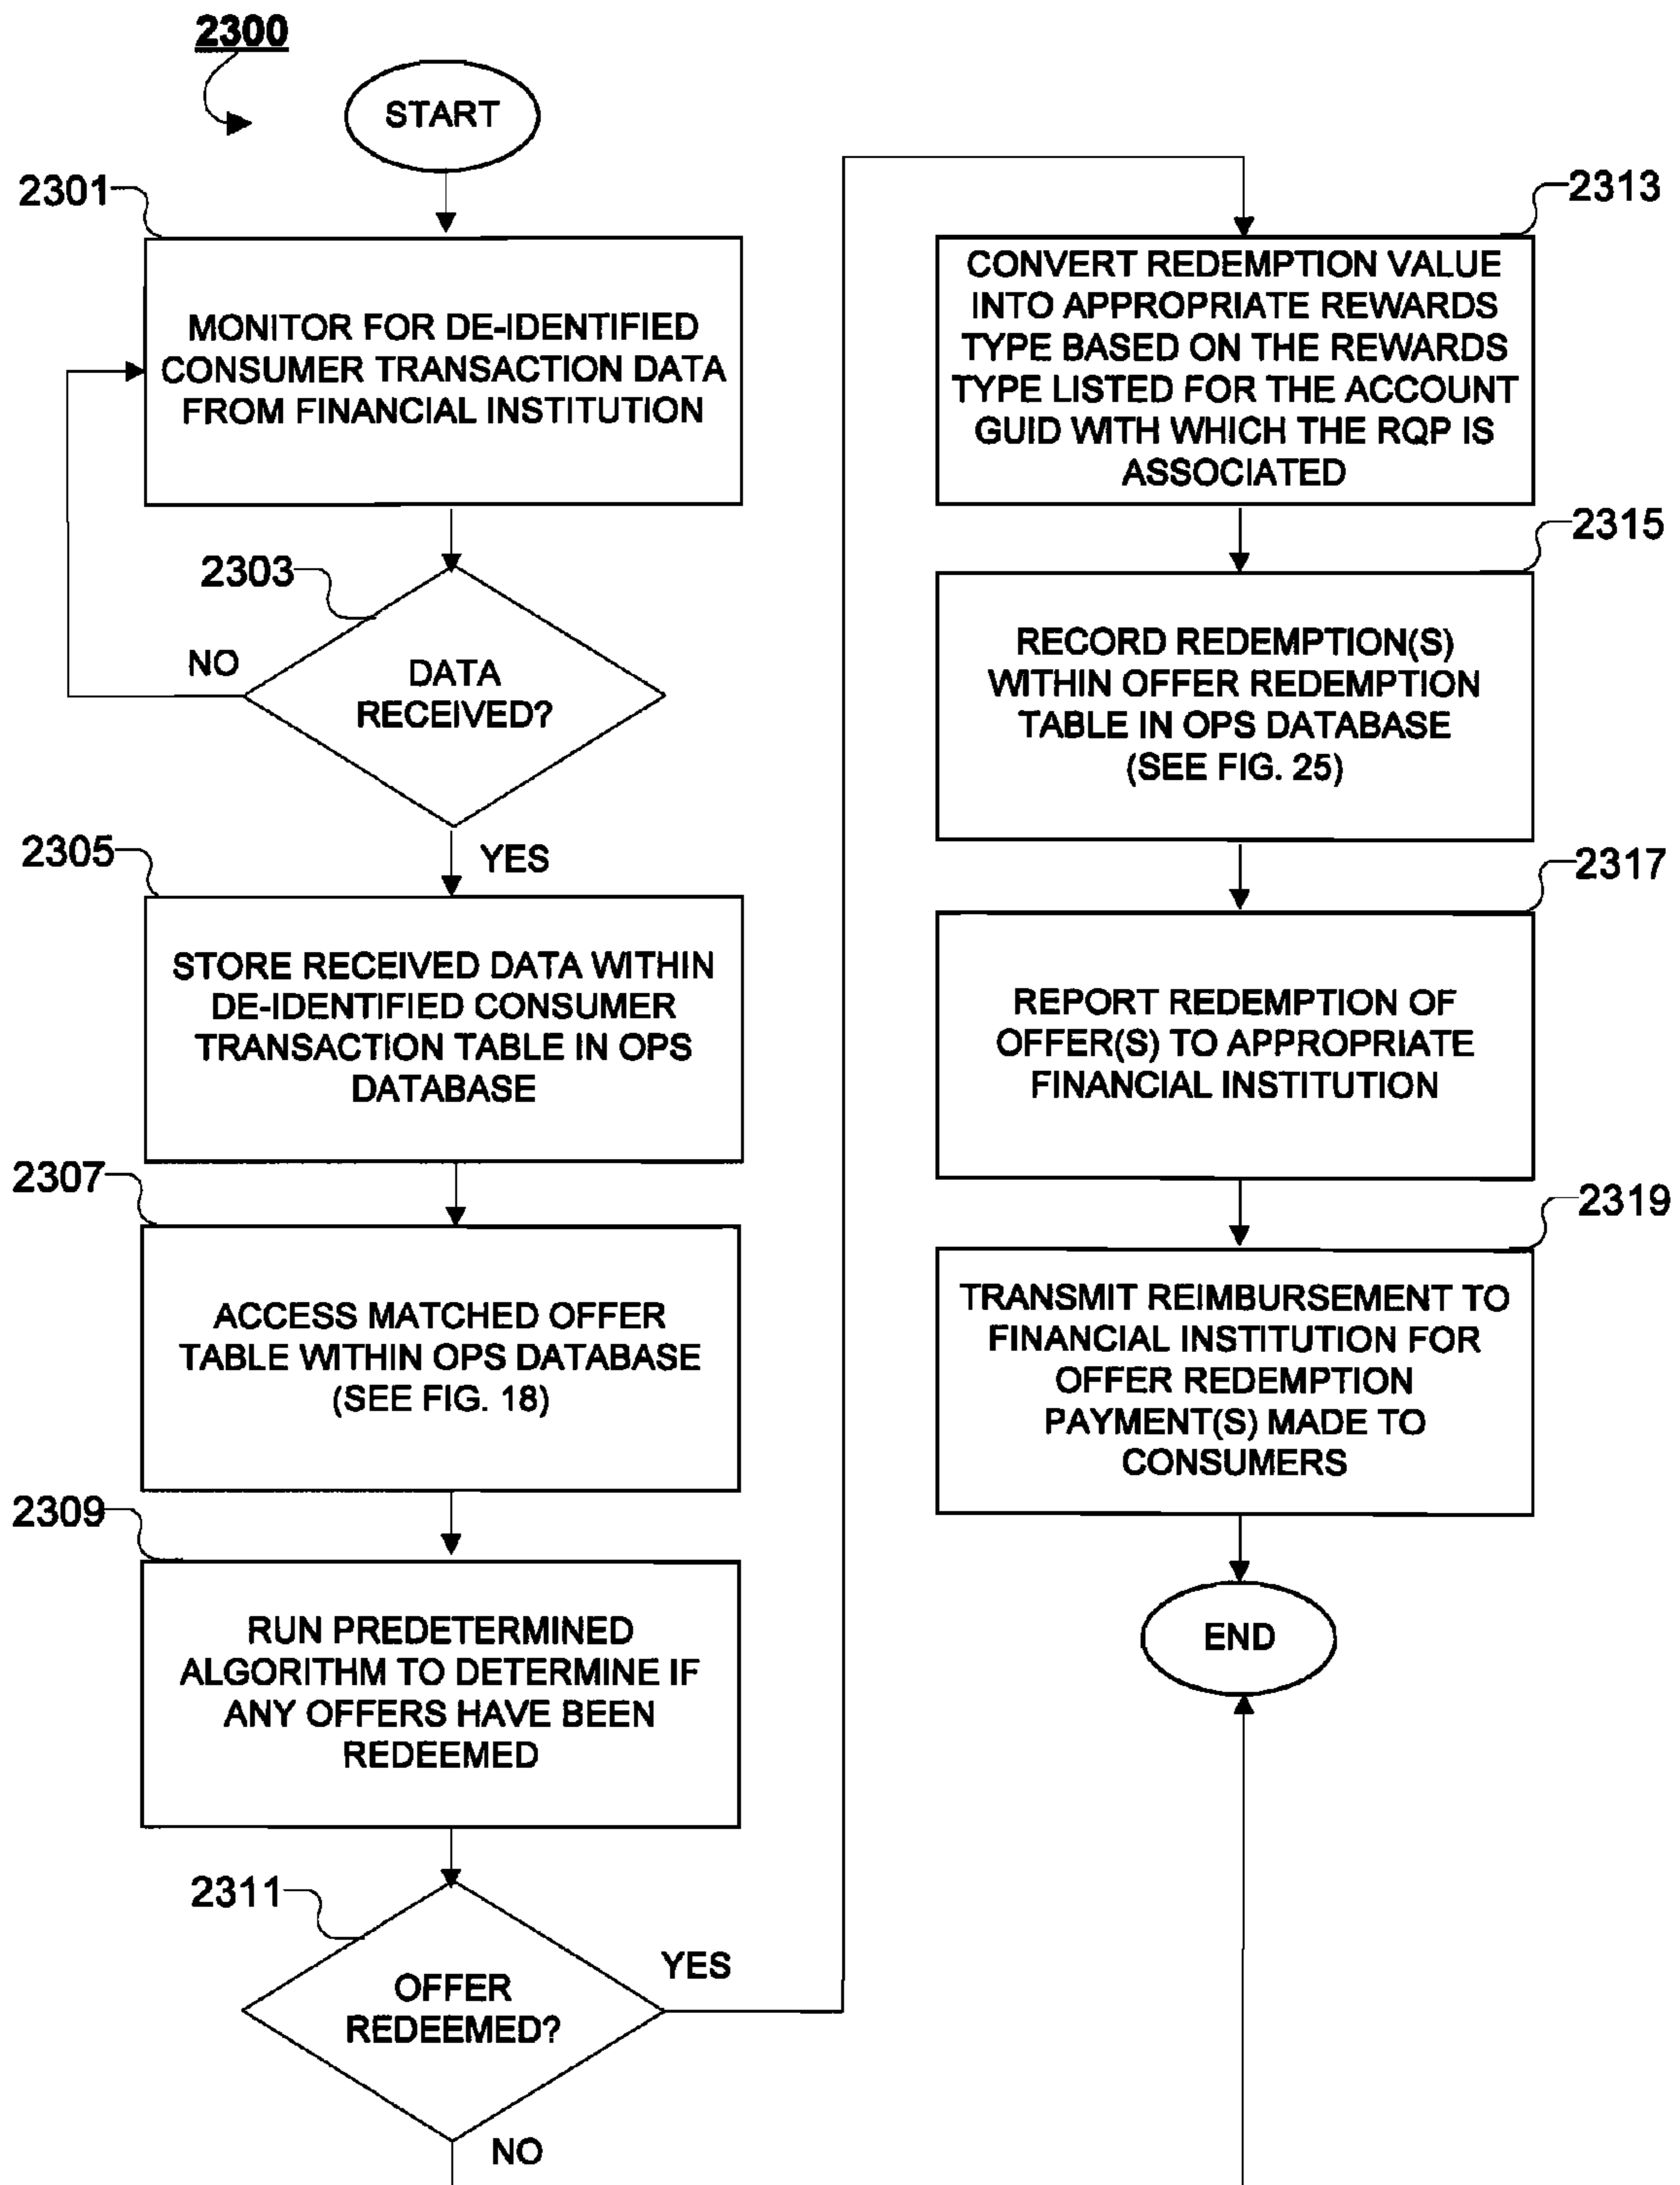 2300
START
2301
MONITOR FOR DE-IDENTIFIED
CONSUMER TRANSACTION DATA
FROM FINANCIAL INSTITUTION
2303
NO
DATA
RECEIVED?
YES
2305
STORE RECEIVED DATA WITHIN
DE-IDENTIFIED CONSUMER
TRANSACTION TABLE IN OPS
DATABASE
2307
ACCESS MATCHED OFFER
TABLE WITHIN OPS DATABASE
(SEE FIG. 18)
2309
RUN PREDETERMINED
ALGORITHM TO DETERMINE IF
ANY OFFERS HAVE BEEN
REDEEMED
2311
OFFER
REDEEMED?
YES
NO
2313
CONVERT REDEMPTION VALUE
INTO APPROPRIATE REWARDS
TYPE BASED ON THE REWARDS
TYPE LISTED FOR THE ACCOUNT
GUID WITH WHICH THE RQP IS
ASSOCIATED
2315
RECORD REDEMPTION(S)
WITHIN OFFER REDEMPTION
TABLE IN OPS DATABASE
(SEE FIG. 25)
2317
REPORT REDEMPTION OF
OFFER(S) TO APPROPRIATE
FINANCIAL INSTITUTION
2319
TRANSMIT REIMBURSEMENT TO
FINANCIAL INSTITUTION FOR
OFFER REDEMPTION
PAYMENT(S) MADE TO
CONSUMERS
END